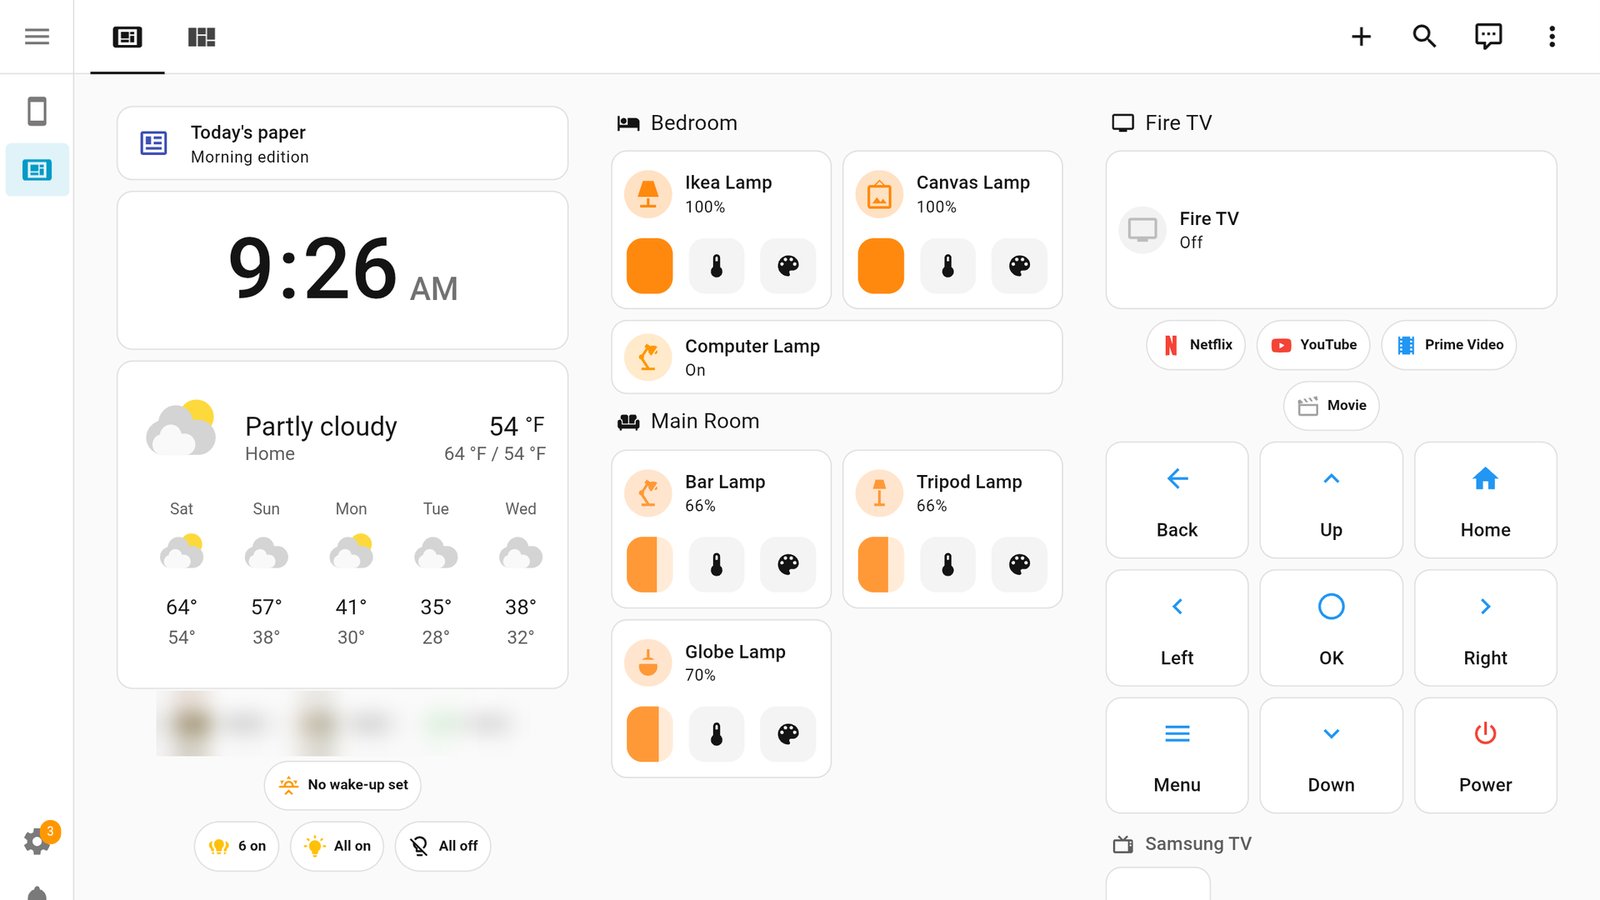 Today's paper
Morning edition
9:26 AM
Partly cloudy
Home
54 °F
64 °F / 54 °F
Sat Sun Mon Tue Wed
64° 57° 41° 35° 38°
54° 38° 30° 28° 32°
No wake-up set
6 on
All on
All off
3
Bedroom
Ikea Lamp
100%
Canvas Lamp
100%
Computer Lamp
On
Main Room
Bar Lamp
66%
Tripod Lamp
66%
Globe Lamp
70%
Fire TV
Fire TV
Off
Netflix
YouTube
Prime Video
Movie
Back
Up
Home
Left
OK
Right
Menu
Down
Power
Samsung TV